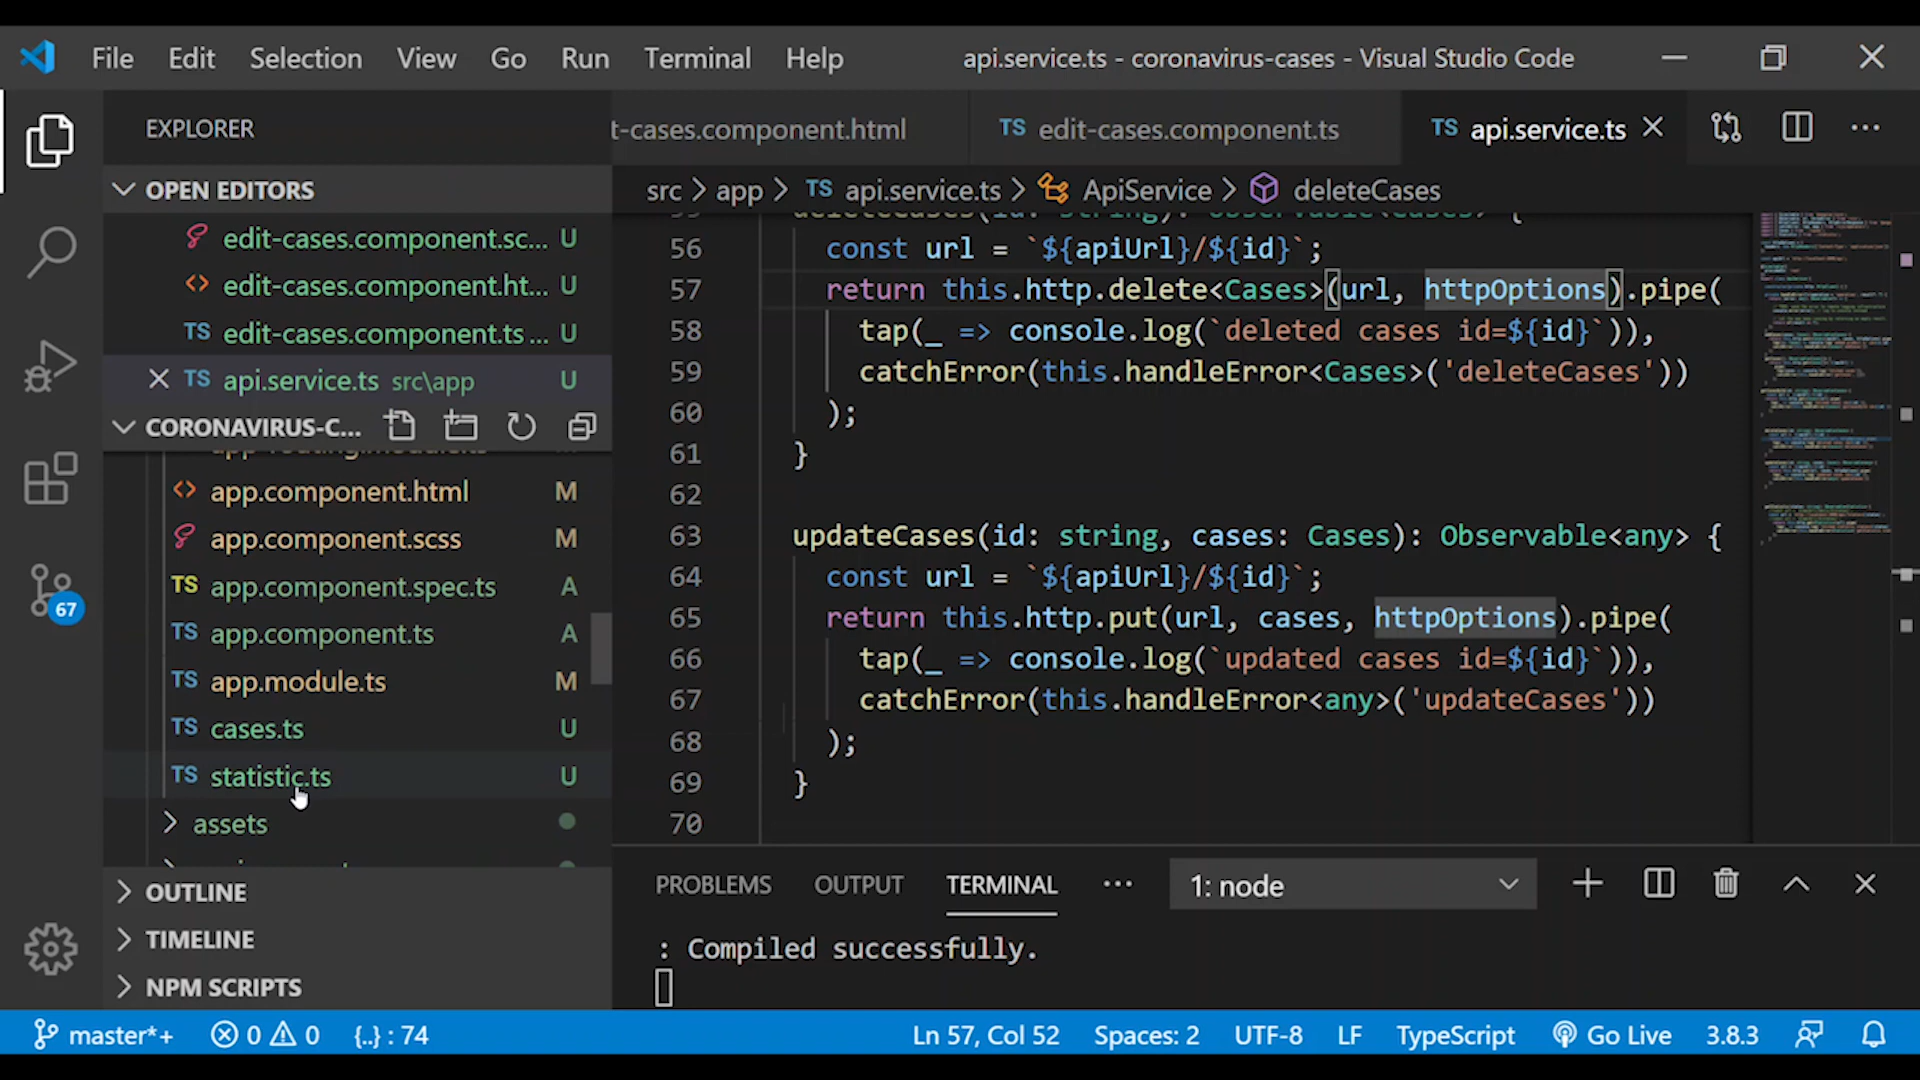 File Edit Selection View Go Run Terminal Help
api.service.ts - coronavirus-cases - Visual Studio Code
EXPLORER
t-cases.component.html
TS edit-cases.component.ts
TS api.service.ts
OPEN EDITORS
src > app > TS api.service.ts > ApiService > deleteCases
edit-cases.component.sc... U
<> edit-cases.component.ht... U
TS edit-cases.component.ts ... U
TS api.service.ts src\app U
CORONAVIRUS-C...
<> app.component.html M
app.component.scss M
TS app.component.spec.ts A
TS app.component.ts A
TS app.module.ts M
TS cases.ts U
TS statistic.ts U
> assets
OUTLINE
TIMELINE
NPM SCRIPTS
67
deleteCases(id: string): Observable<Cases> {
56 const url = `${apiUrl}/${id}`;
57 return this.http.delete<Cases>(url, httpOptions).pipe(
58 tap(_ => console.log(`deleted cases id=${id}`)),
59 catchError(this.handleError<Cases>('deleteCases'))
60 );
61 }
62
63 updateCases(id: string, cases: Cases): Observable<any> {
64 const url = `${apiUrl}/${id}`;
65 return this.http.put(url, cases, httpOptions).pipe(
66 tap(_ => console.log(`updated cases id=${id}`)),
67 catchError(this.handleError<any>('updateCases'))
68 );
69 }
70
PROBLEMS OUTPUT TERMINAL ... 1: node
: Compiled successfully.
master*+ 0 0 {..} : 74
Ln 57, Col 52 Spaces: 2 UTF-8 LF TypeScript Go Live 3.8.3